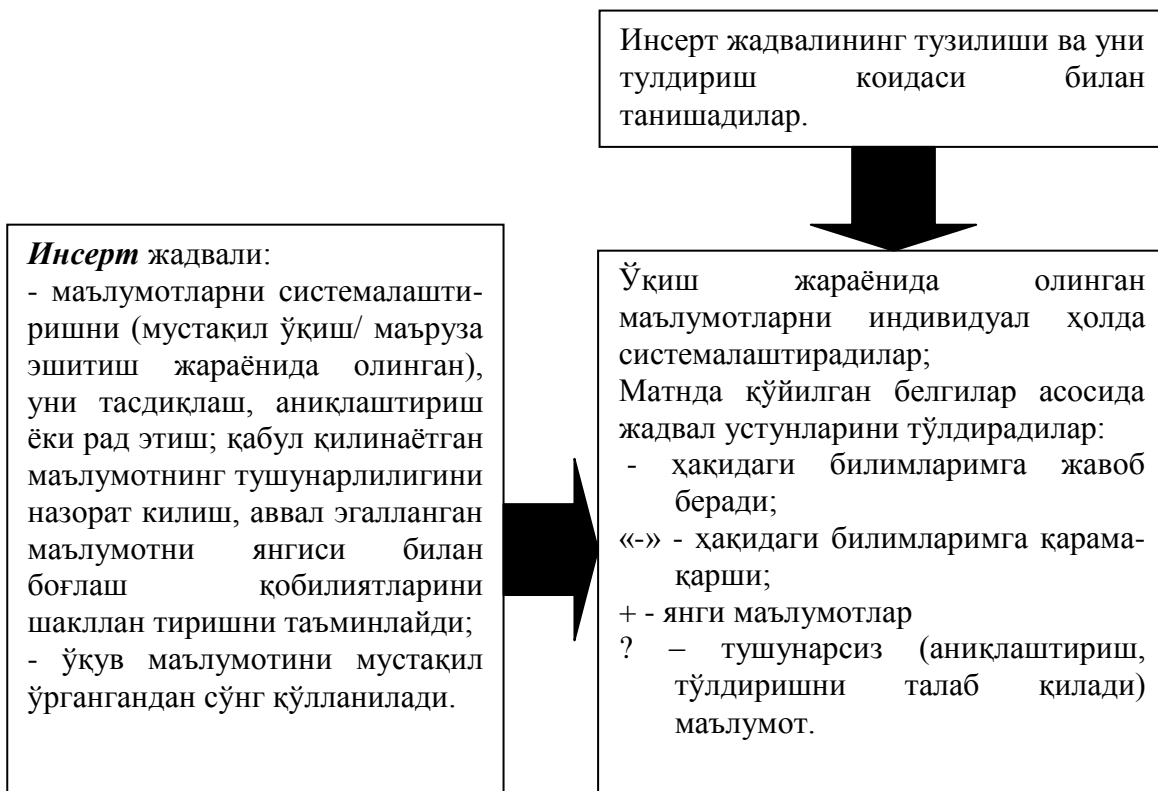 Инсерт жадвалининг тузилиши ва уни
тулдириш коидаси билан
танишадилар.
Инсерт жадвали:
- маълумотларни системалашти-
ришни (мустақил ўқиш/ маъруза
эшитиш жараёнида олинган),
уни тасдиқлаш, аниқлаштириш
ёки рад этиш; қабул қилинаётган
маълумотнинг тушунарлилигини
назорат килиш, аввал эгалланган
маълумотни янгиси билан
боғлаш қобилиятларини
шакллан тиришни таъминлайди;
- ўқув маълумотини мустақил
ўргангандан сўнг қўлланилади.
Ўқиш жараёнида олинган
маълумотларни индивидуал ҳолда
системалаштирадилар;
Матнда қўйилган белгилар асосида
жадвал устунларини тўлдирадилар:
- ҳақидаги билимларимга жавоб
беради;
«-» - ҳақидаги билимларимга қарама-
қарши;
+ - янги маълумотлар
? – тушунарсиз (аниқлаштириш,
тўлдиришни талаб қилади)
маълумот.